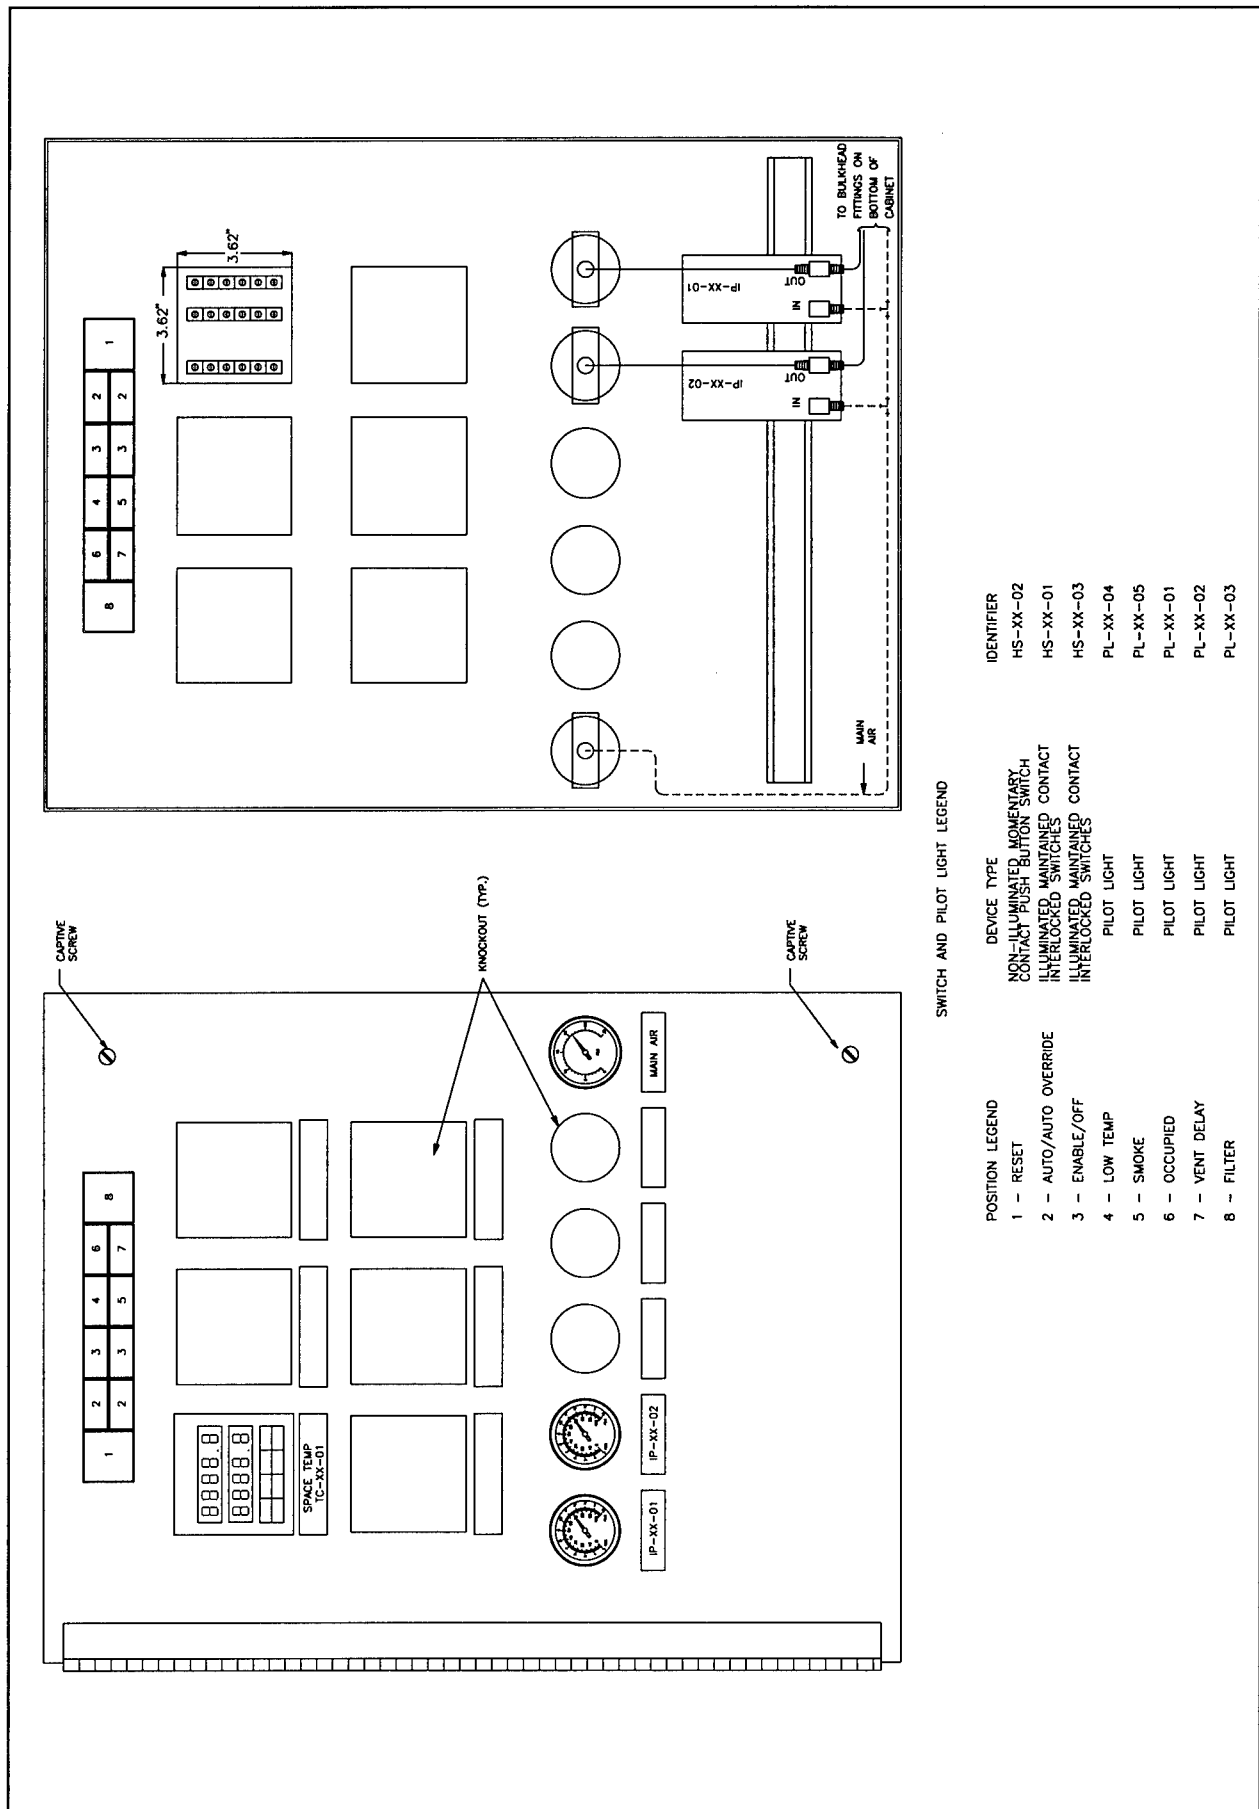 CAPTIVE
SCREW
1
2
3
4
6
8
2
3
5
7
8888.8
8888.8
SPACE TEMP
TC-XX-01
KNOCKOUT (TYP.)
IP-XX-01
IP-XX-02
MAIN AIR
CAPTIVE
SCREW
8
6
4
3
2
1
7
5
3
2
3.62"
3.62"
IP-XX-02
IP-XX-01
IN
OUT
IN
OUT
MAIN
AIR
TO BULKHEAD
FITTINGS ON
BOTTOM OF
CABINET
SWITCH AND PILOT LIGHT LEGEND
POSITION LEGEND DEVICE TYPE IDENTIFIER
1 - RESET NON-ILLUMINATED MOMENTARY CONTACT PUSH BUTTON SWITCH HS-XX-02
2 - AUTO/AUTO OVERRIDE ILLUMINATED MAINTAINED CONTACT INTERLOCKED SWITCHES HS-XX-01
3 - ENABLE/OFF ILLUMINATED MAINTAINED CONTACT INTERLOCKED SWITCHES HS-XX-03
4 - LOW TEMP PILOT LIGHT PL-XX-04
5 - SMOKE PILOT LIGHT PL-XX-05
6 - OCCUPIED PILOT LIGHT PL-XX-01
7 - VENT DELAY PILOT LIGHT PL-XX-02
8 - FILTER PILOT LIGHT PL-XX-03